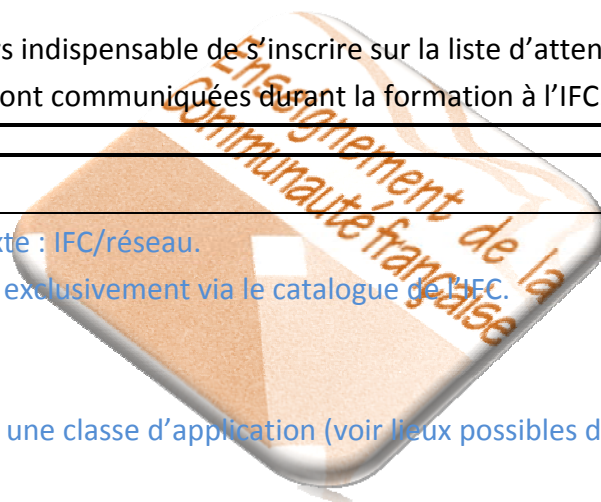 s indispensable de s’inscrire sur la liste d’atten
ont communiquées durant la formation à l’IFC
Enseignement de la
Communauté française
xte : IFC/réseau.
exclusivement via le catalogue de l’IFC.
une classe d’application (voir lieux possibles d